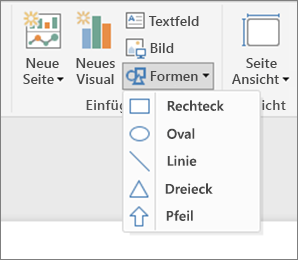 Neue
Seite
Neues
Visual
Textfeld
Bild
Formen
Seite
Ansicht
Einfüg
icht
Rechteck
Oval
Linie
Dreieck
Pfeil